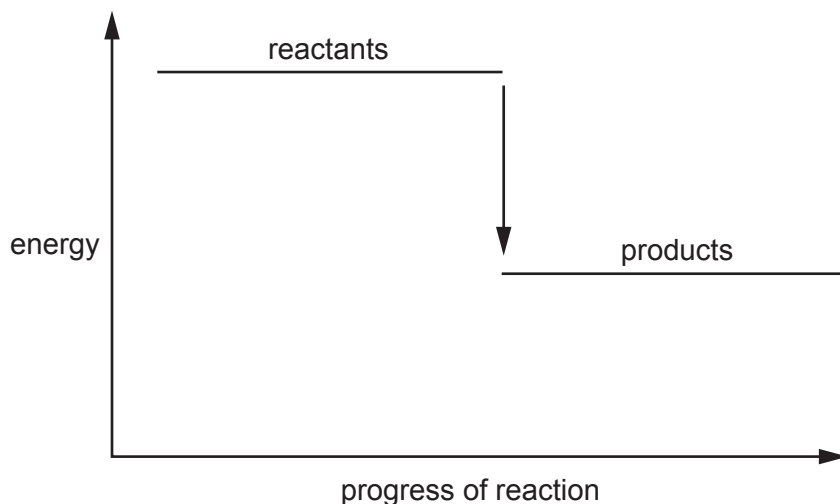 reactants
energy
products
progress of reaction